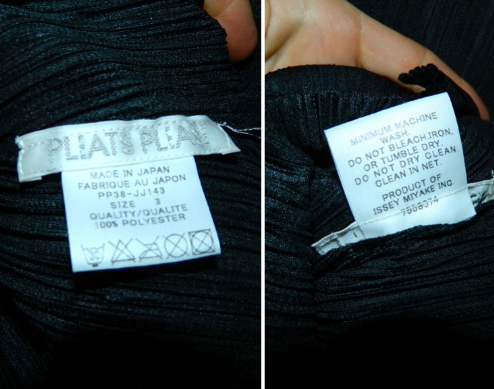 PLEATS PLEA
MADE IN JAPAN
FABRIQUE AU JAPON
PP38-JJ143
SIZE 3
QUALITY/QUALITE
100% POLYESTER
MINIMUM MACHINE
WASH.
DO NOT BLEACH.IRON,
OR TUMBLE DRY.
DO NOT DRY CLEAN
CLEAN IN NET.
PRODUCT OF
ISSEY MIYAKE INC.